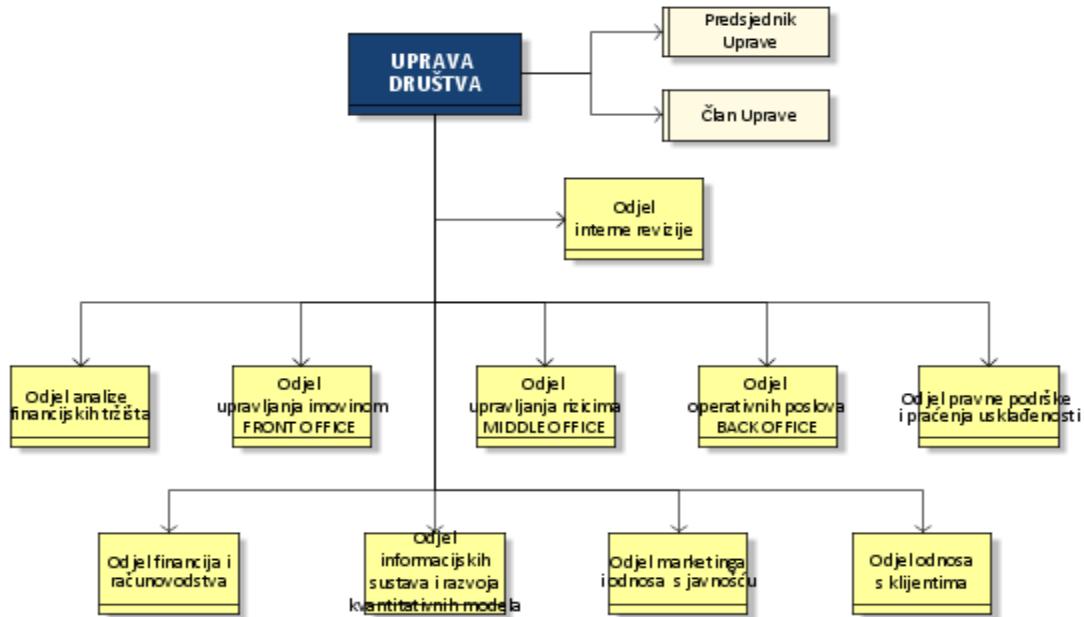 UPRAVA
DRUŠTVA
Predsjednik
Uprave
Član Uprave
Odjel
interne revizije
Odjel analize
financijskih tržišta
Odjel
upravljanja imovinom
FRONT OFFICE
Odjel
upravljanja rizicima
MIDDLE OFFICE
Odjel
operativnih poslova
BACK OFFICE
Odjel pravne podrške
i praćenja usklađenosti
Odjel financija i
računovodstva
Odjel
informacijskih
sustava i razvoja
kvantitativnih modela
Odjel marketinga
i odnosa s javnošću
Odjel odnosa
s klijentima